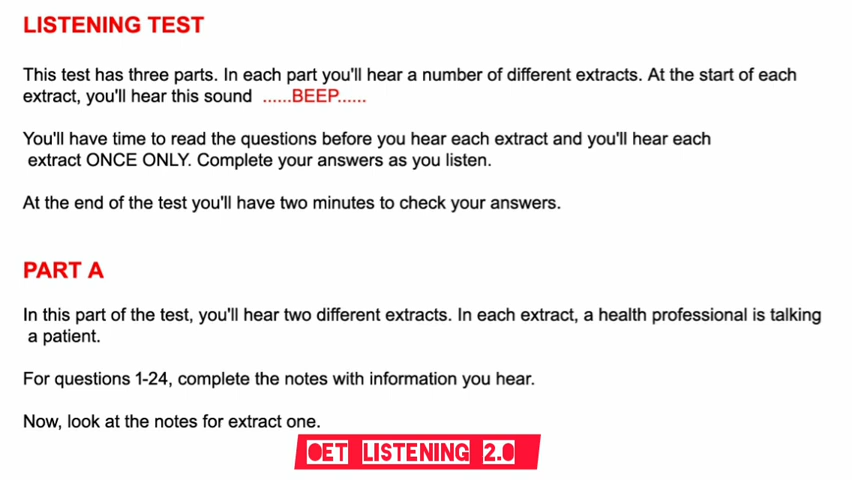 LISTENING TEST
This test has three parts. In each part you'll hear a number of different extracts. At the start of each
extract, you'll hear this sound ......BEEP......
You'll have time to read the questions before you hear each extract and you'll hear each
extract ONCE ONLY. Complete your answers as you listen.
At the end of the test you'll have two minutes to check your answers.
PART A
In this part of the test, you'll hear two different extracts. In each extract, a health professional is talking
a patient.
For questions 1-24, complete the notes with information you hear.
Now, look at the notes for extract one.
OET LISTENING 2.0